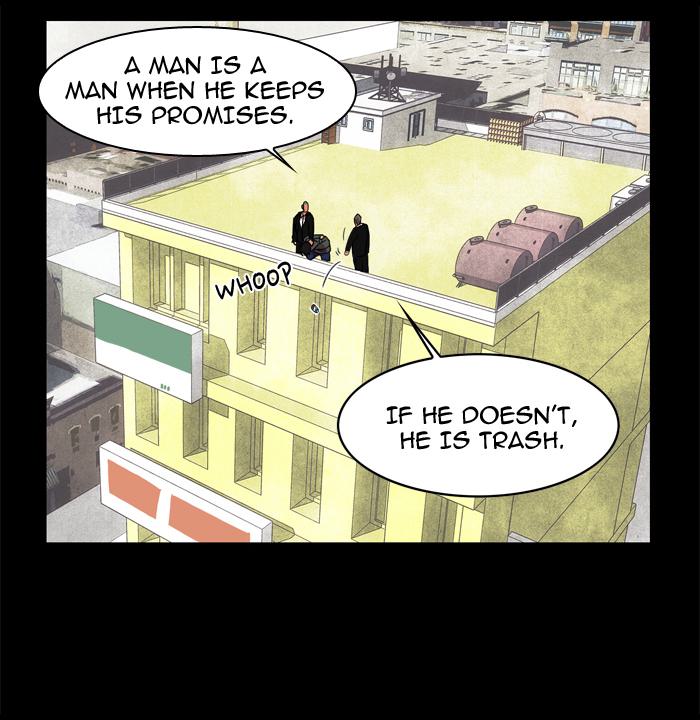 A MAN IS A
MAN WHEN HE KEEPS
HIS PROMISES.
WHOOP
IF HE DOESN'T,
HE IS TRASH.